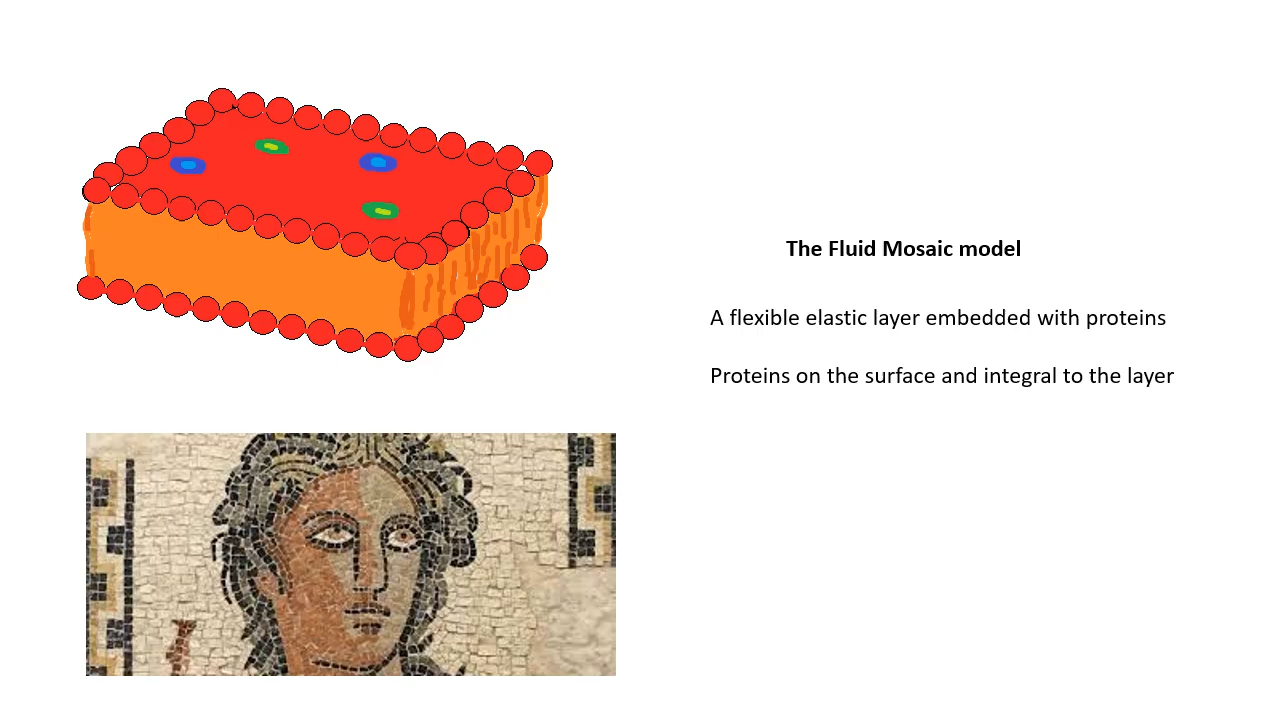 The Fluid Mosaic model
A flexible elastic layer embedded with proteins
Proteins on the surface and integral to the layer